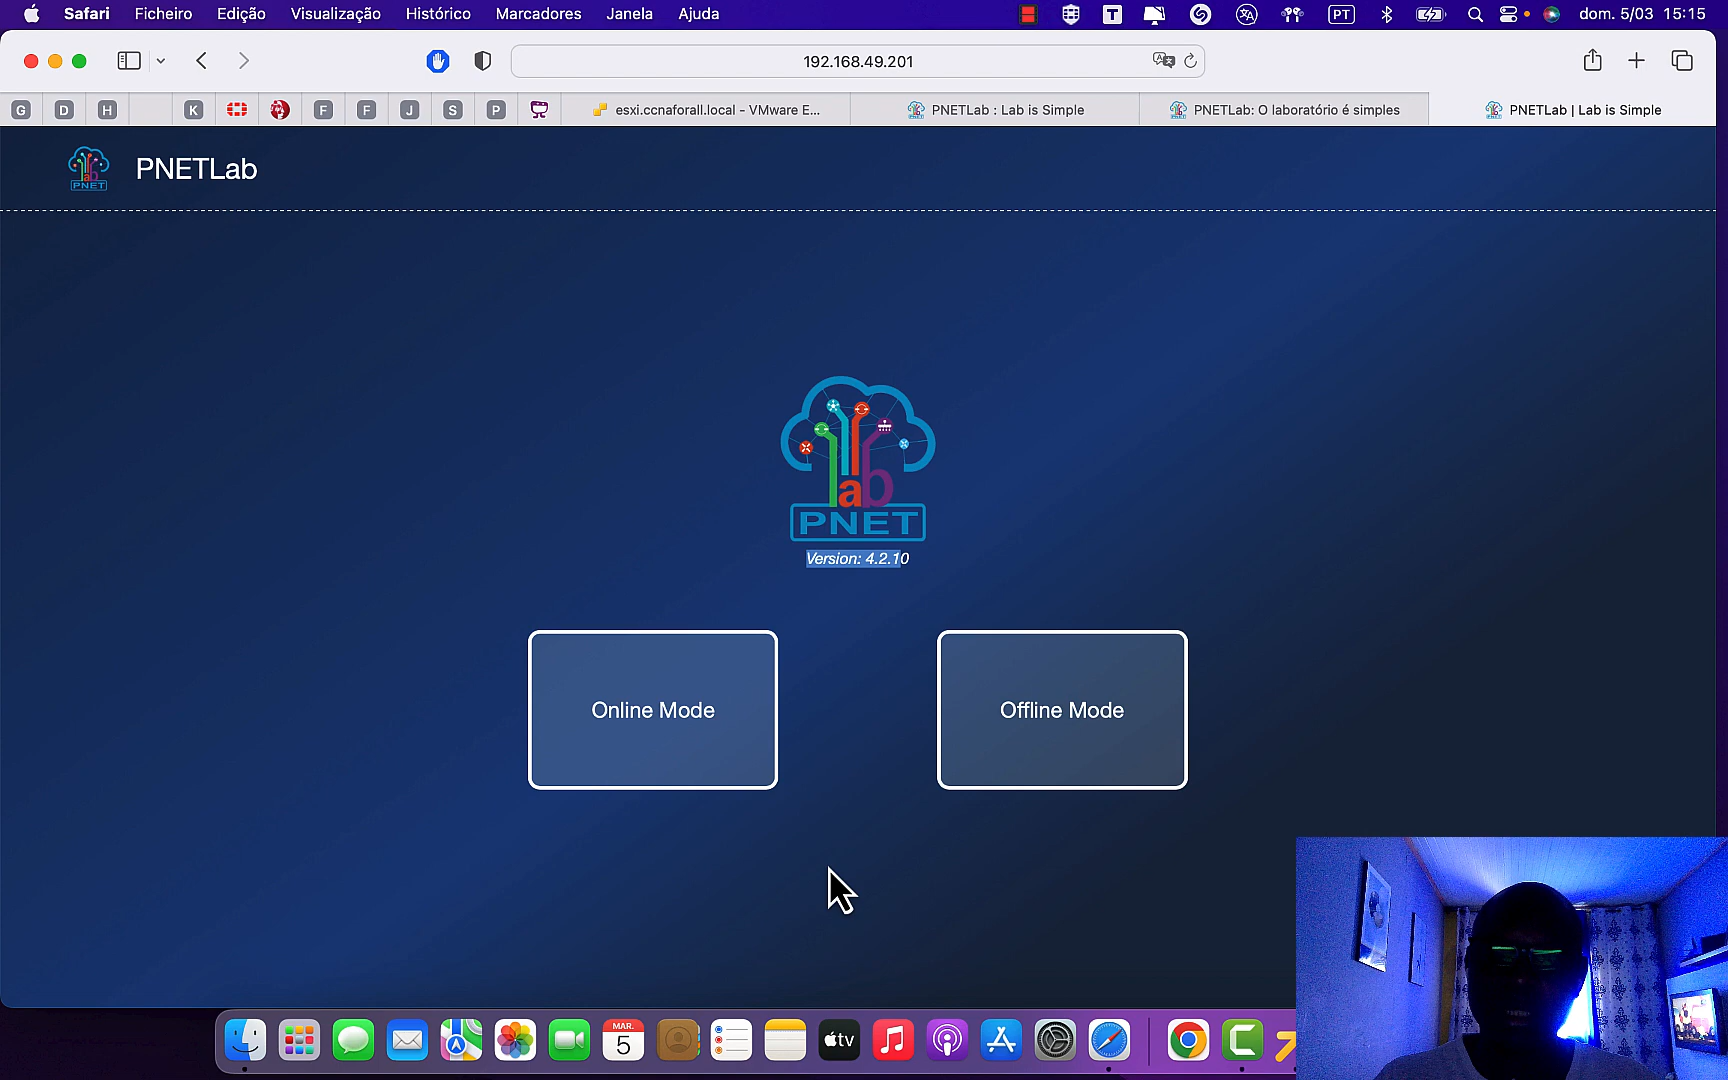 Safari Ficheiro Edição Visualização Histórico Marcadores Janela Ajuda T PT dom. 5/03 15:15
192.168.49.201
G D H K F F J S P esxi.ccnaforall.local - VMware E... PNETLab : Lab is Simple PNETLab: O laboratório é simples PNETLab | Lab is Simple
PNETLab
PNET
ab
PNET
Version: 4.2.10
Online Mode Offline Mode
MAR.
5
tv